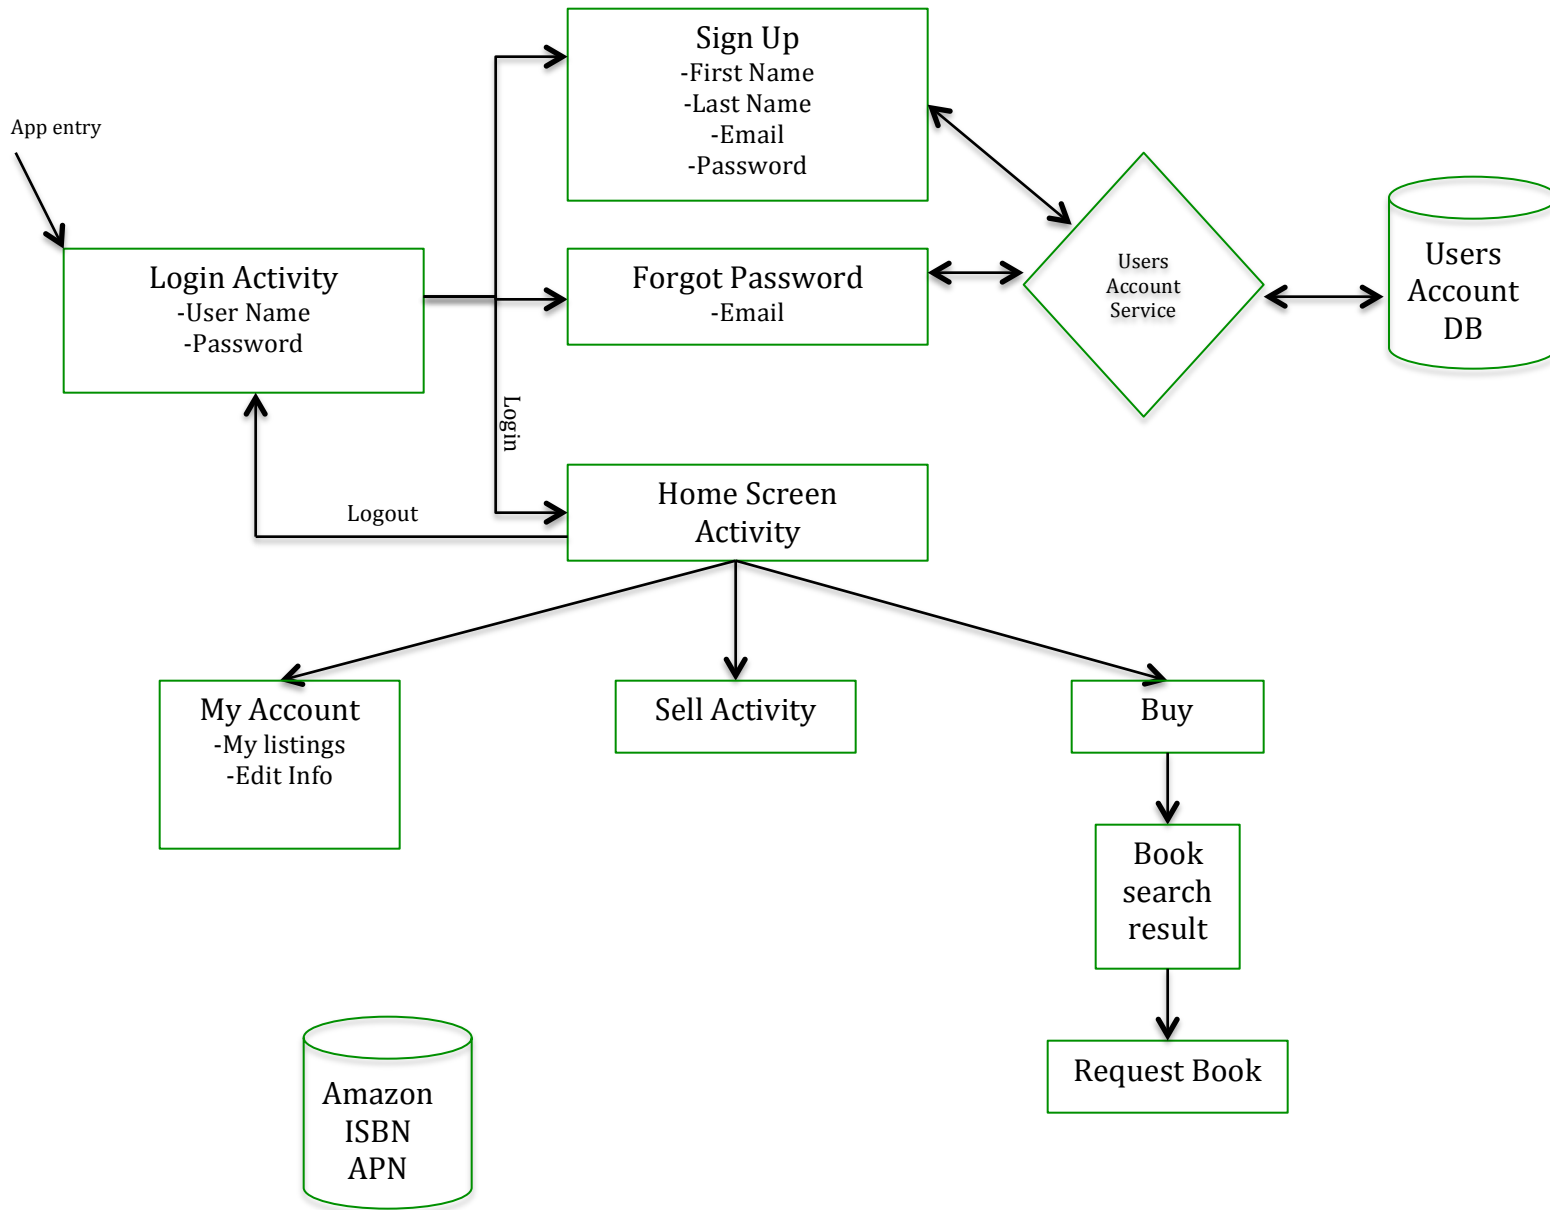 App entry
Sign Up
-First Name
-Last Name
-Email
-Password
Login Activity
-User Name
-Password
Forgot Password
-Email
Users
Account
Service
Users
Account
DB
Login
Logout
Home Screen
Activity
My Account
-My listings
-Edit Info
Sell Activity
Buy
Book
search
result
Request Book
Amazon
ISBN
APN